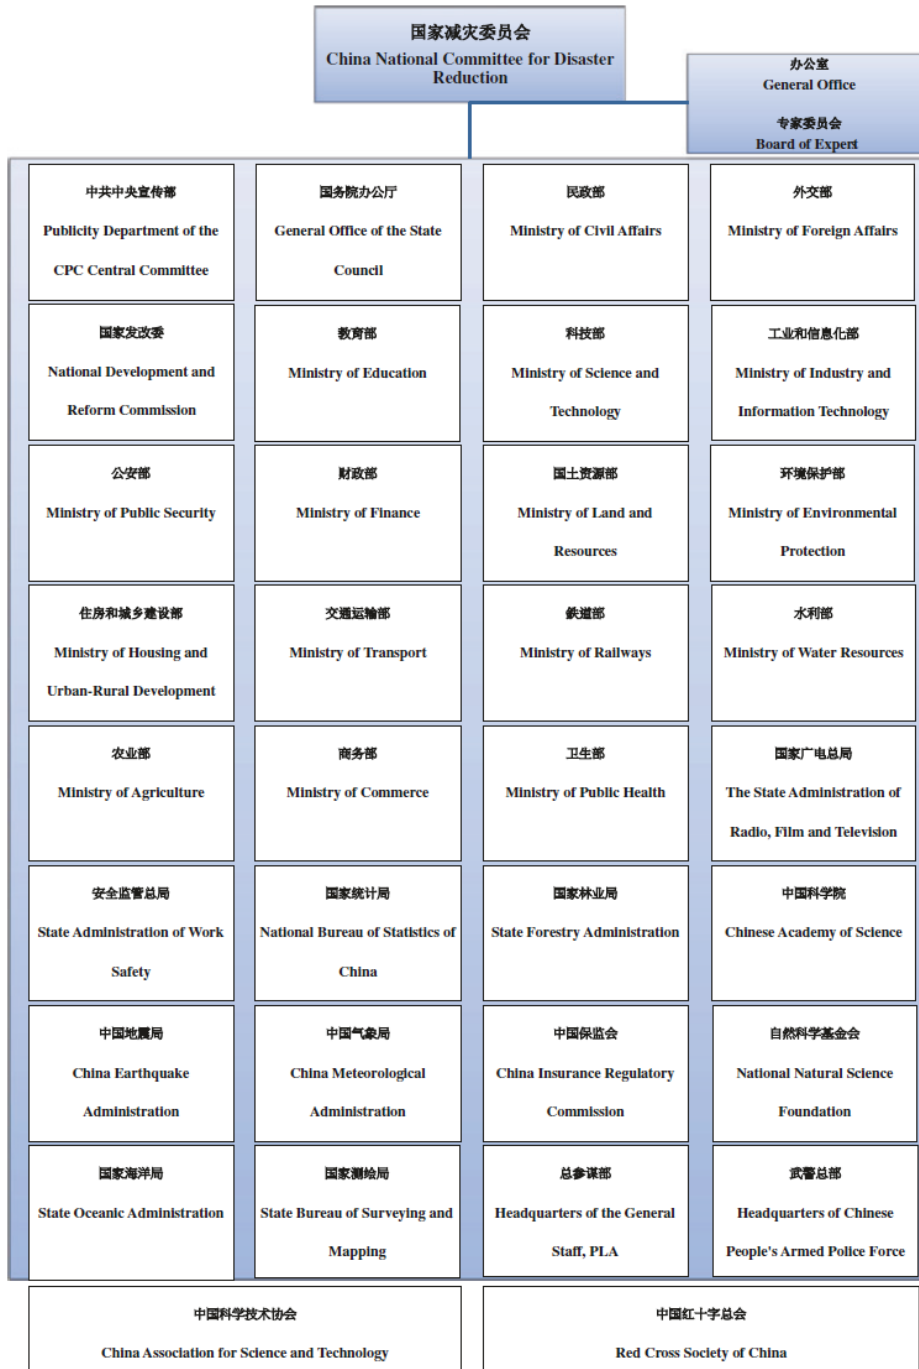 国家减灾委员会
China National Committee for Disaster
Reduction
办公室
General Office
专家委员会
Board of Expert
中共中央宣传部
Publicity Department of the
CPC Central Committee
国务院办公厅
General Office of the State
Council
民政部
Ministry of Civil Affairs
外交部
Ministry of Foreign Affairs
国家发改委
National Development and
Reform Commission
教育部
Ministry of Education
科技部
Ministry of Science and
Technology
工业和信息化部
Ministry of Industry and
Information Technology
公安部
Ministry of Public Security
财政部
Ministry of Finance
国土资源部
Ministry of Land and
Resources
环境保护部
Ministry of Environmental
Protection
住房和城乡建设部
Ministry of Housing and
Urban-Rural Development
交通运输部
Ministry of Transport
铁道部
Ministry of Railways
水利部
Ministry of Water Resources
农业部
Ministry of Agriculture
商务部
Ministry of Commerce
卫生部
Ministry of Public Health
国家广电总局
The State Administration of
Radio, Film and Television
安全监管总局
State Administration of Work
Safety
国家统计局
National Bureau of Statistics of
China
国家林业局
State Forestry Administration
中国科学院
Chinese Academy of Science
中国地震局
China Earthquake
Administration
中国气象局
China Meteorological
Administration
中国保监会
China Insurance Regulatory
Commission
自然科学基金会
National Natural Science
Foundation
国家海洋局
State Oceanic Administration
国家测绘局
State Bureau of Surveying and
Mapping
总参谋部
Headquarters of the General
Staff, PLA
武警总部
Headquarters of Chinese
People's Armed Police Force
中国科学技术协会
China Association for Science and Technology
中国红十字总会
Red Cross Society of China